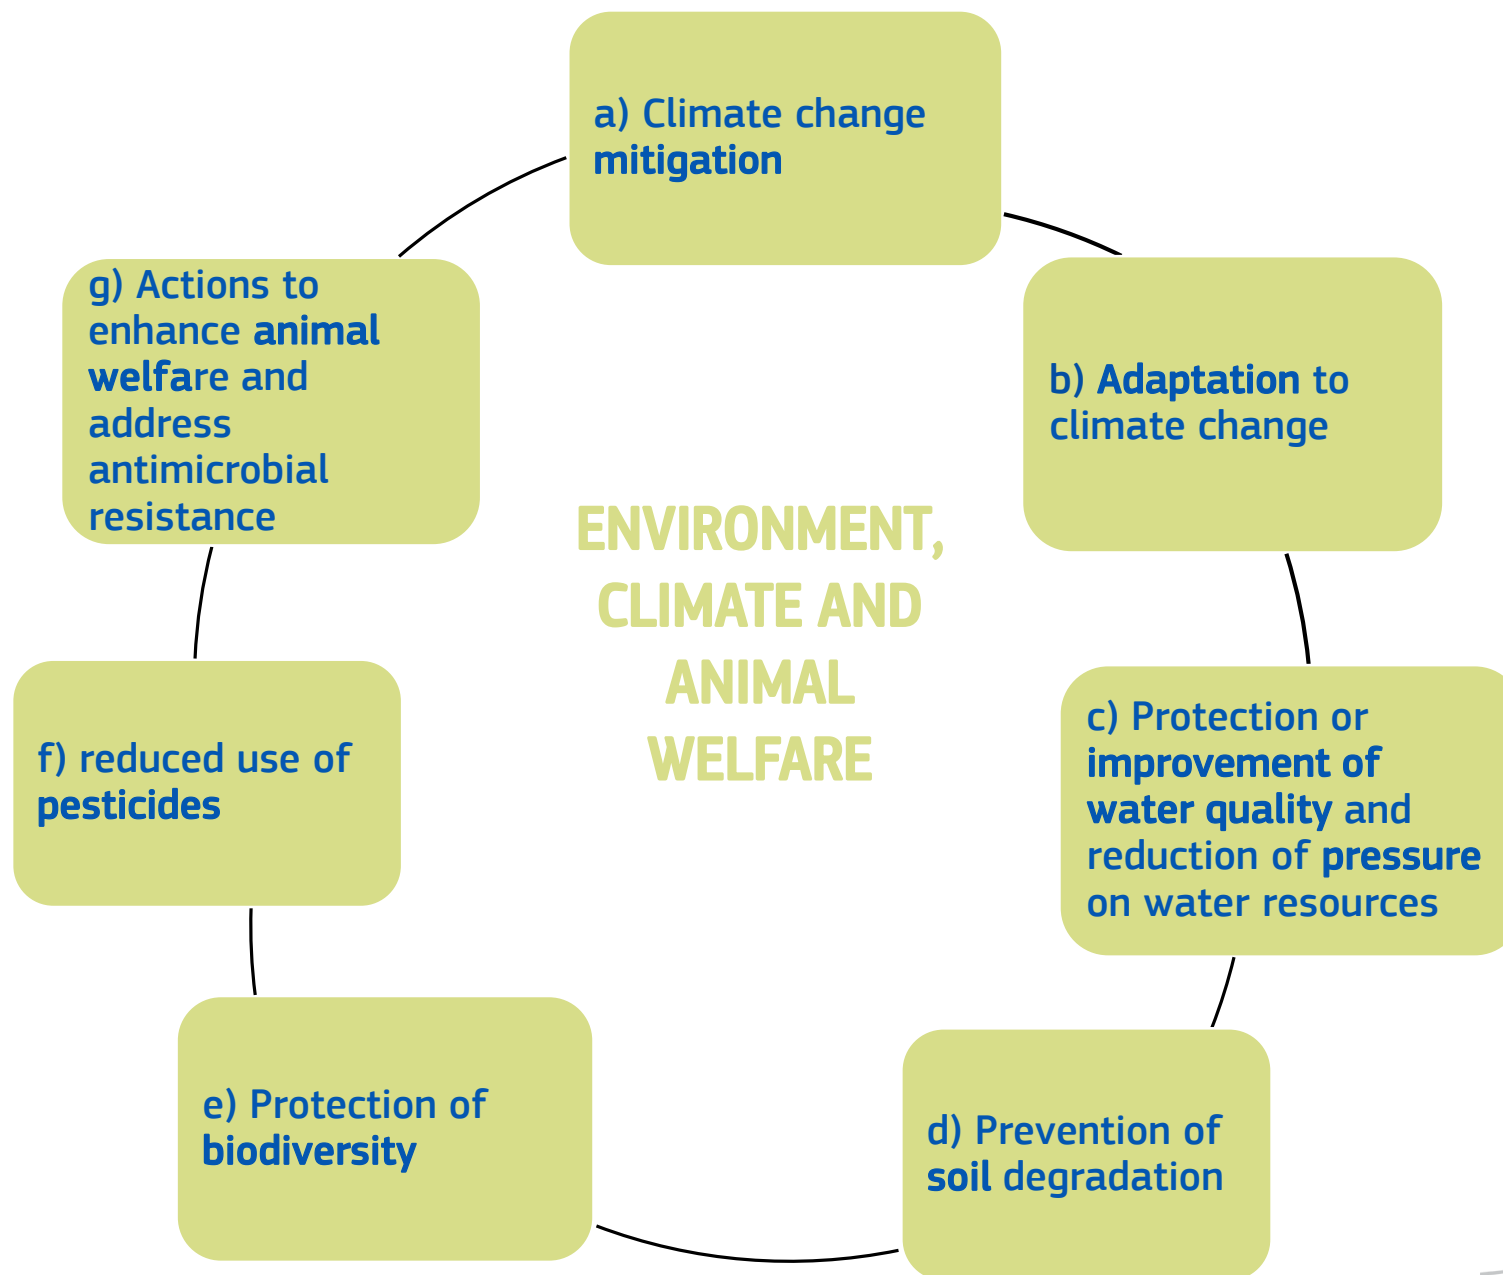 a) Climate change
mitigation
b) Adaptation to
climate change
c) Protection or
improvement of
water quality and
reduction of pressure
on water resources
d) Prevention of
soil degradation
e) Protection of
biodiversity
f) reduced use of
pesticides
g) Actions to
enhance animal
welfare and
address
antimicrobial
resistance
ENVIRONMENT,
CLIMATE AND
ANIMAL
WELFARE